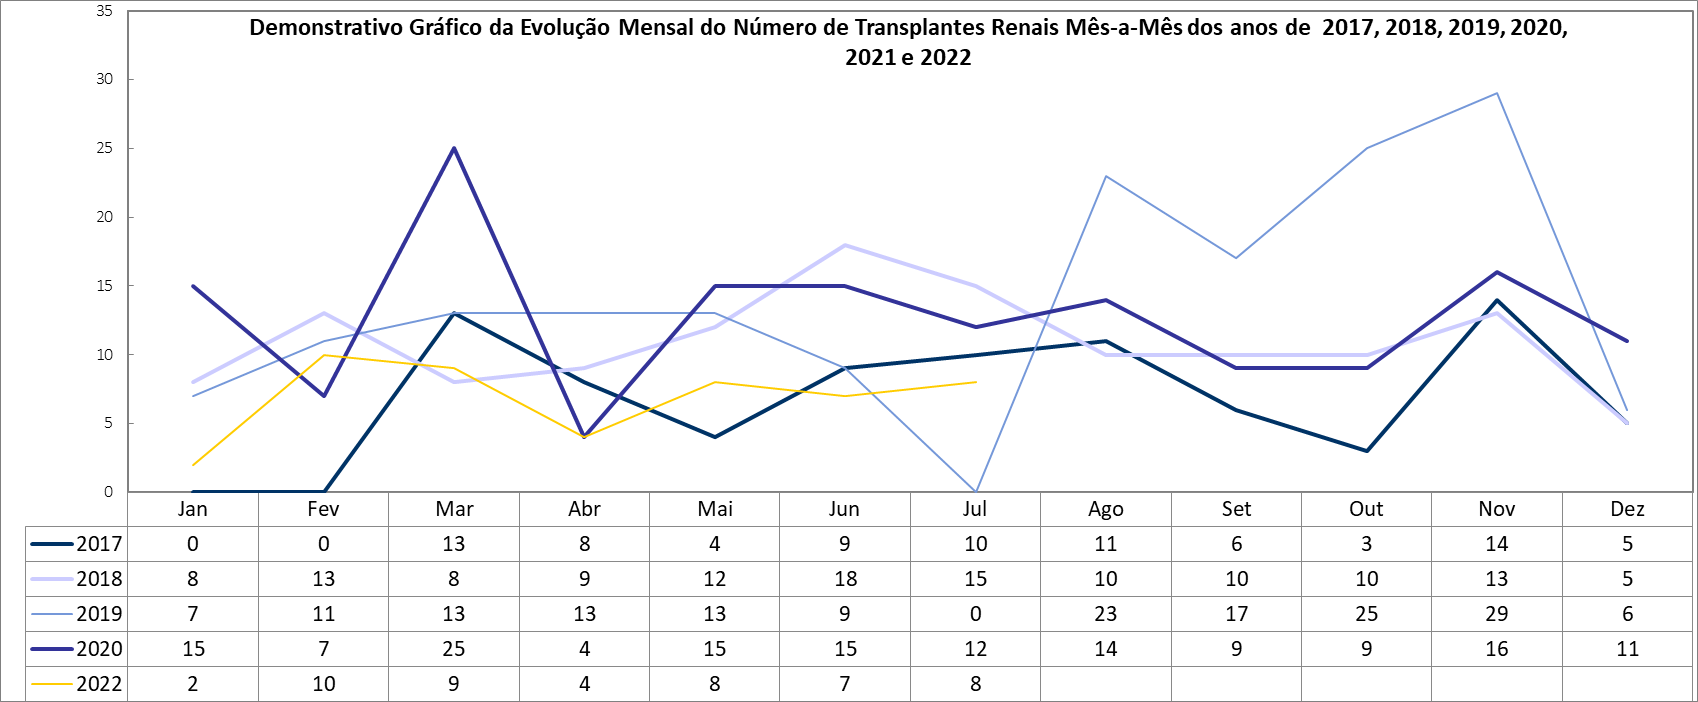 Demonstrativo Gráfico da Evolução Mensal do Número de Transplantes Renais Mês-a-Mês dos anos de 2017, 2018, 2019, 2020,
2021 e 2022
35
30
25
20
15
10
5
0
Jan Fev Mar Abr Mai Jun Jul Ago Set Out Nov Dez
2017 0 0 13 8 4 9 10 11 6 3 14 5
2018 8 13 8 9 12 18 15 10 10 10 13 5
2019 7 11 13 13 13 9 0 23 17 25 29 6
2020 15 7 25 4 15 15 12 14 9 9 16 11
2022 2 10 9 4 8 7 8